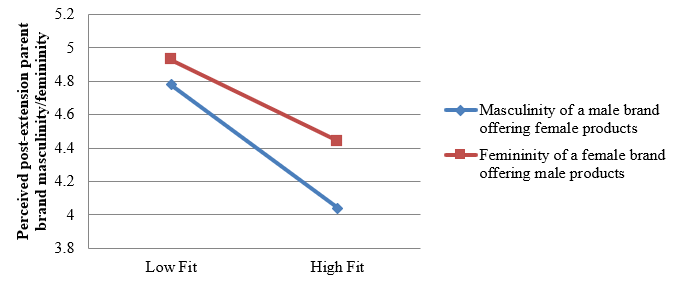 Perceived post-extension parent
brand masculinity/femininity
5.2
5
4.8
4.6
4.4
4.2
4
3.8
Low Fit
High Fit
Masculinity of a male brand
offering female products
Femininity of a female brand
offering male products